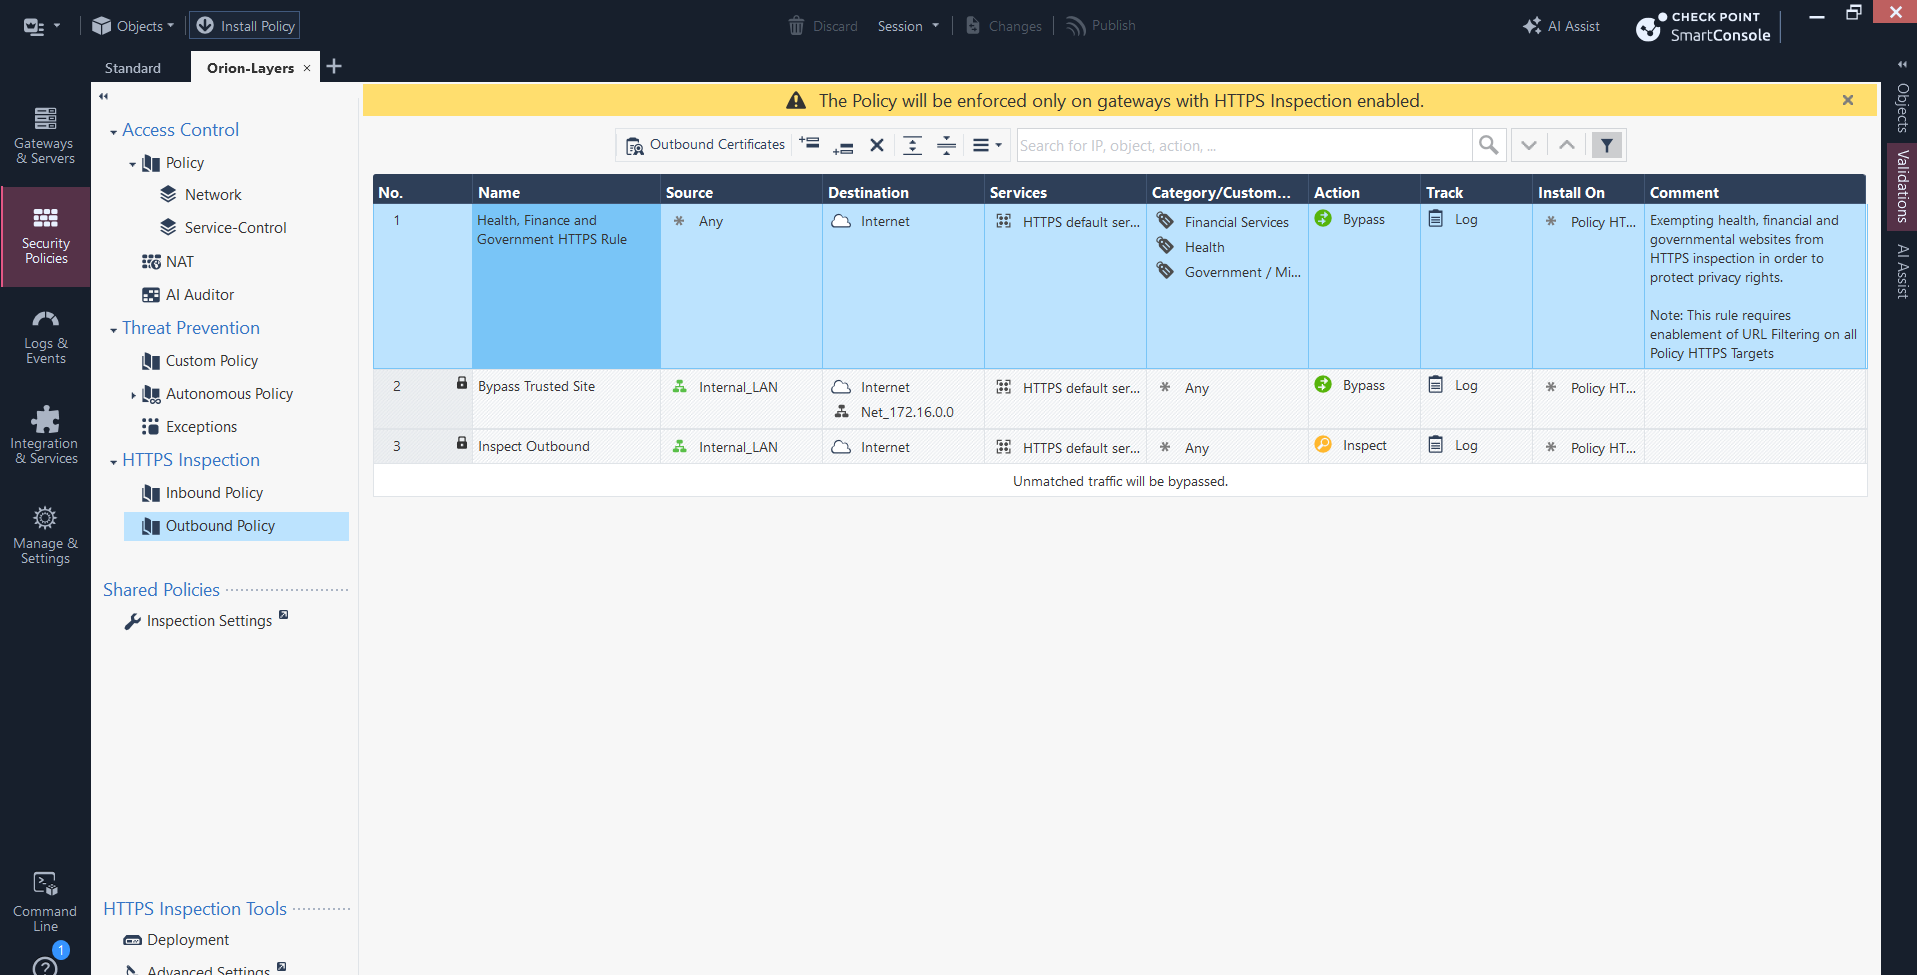 Objects
Install Policy
Discard
Session
Changes
Publish
AI Assist
CHECK POINT
SmartConsole
Standard
Orion-Layers
Gateways
& Servers
Security
Policies
Logs &
Events
Integration
& Services
Manage &
Settings
Command
Line
1
Access Control
Policy
Network
Service-Control
NAT
AI Auditor
Threat Prevention
Custom Policy
Autonomous Policy
Exceptions
HTTPS Inspection
Inbound Policy
Outbound Policy
Shared Policies
Inspection Settings
HTTPS Inspection Tools
Deployment
Advanced Settings
The Policy will be enforced only on gateways with HTTPS Inspection enabled.
Outbound Certificates
Search for IP, object, action, ...
No. Name Source Destination Services Category/Custom... Action Track Install On Comment
1 Health, Finance and Government HTTPS Rule Any Internet HTTPS default ser... Financial Services Bypass Log Policy HT... Exempting health, financial and
Health governmental websites from
Government / Mi... HTTPS inspection in order to
protect privacy rights.
Note: This rule requires
enablement of URL Filtering on all
Policy HTTPS Targets
2 Bypass Trusted Site Internal_LAN Internet HTTPS default ser... Any Bypass Log Policy HT...
Net_172.16.0.0
3 Inspect Outbound Internal_LAN Internet HTTPS default ser... Any Inspect Log Policy HT...
Unmatched traffic will be bypassed.
Objects
Validations
AI Assist